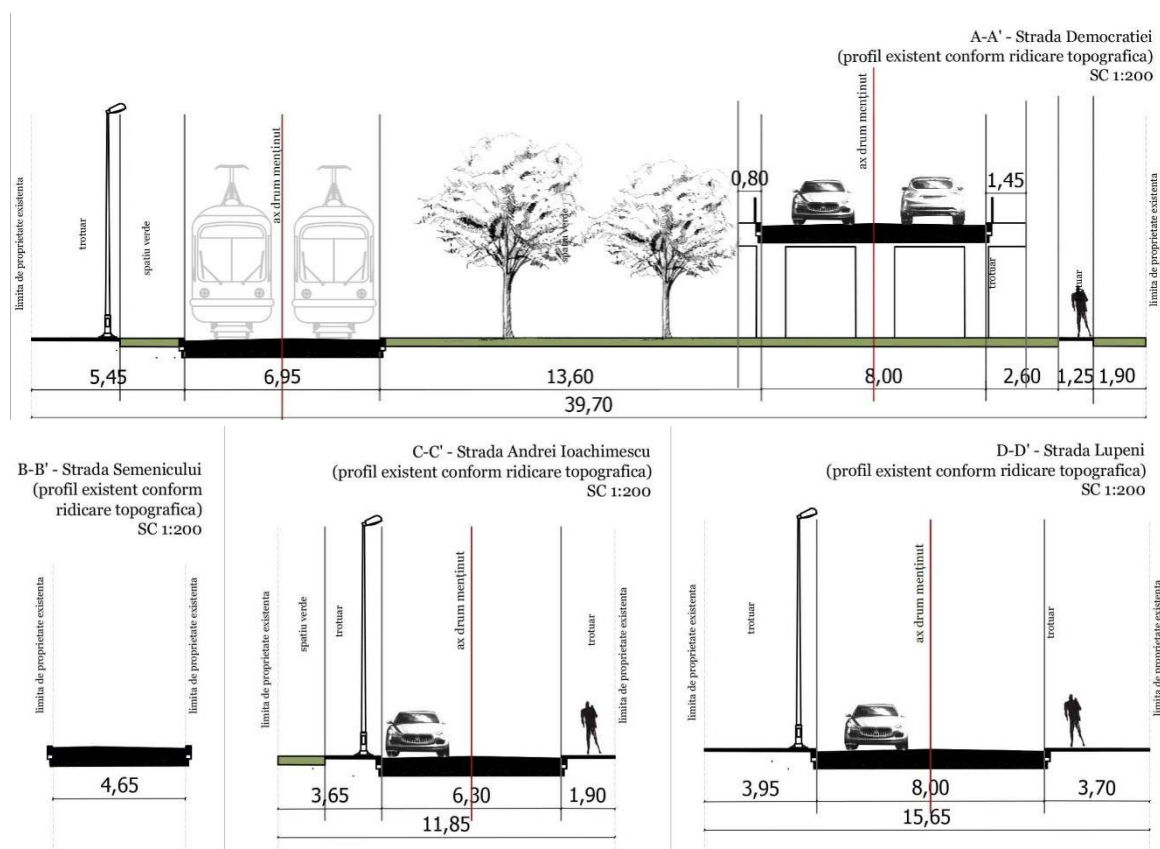 A-A' - Strada Democratiei
(profil existent conform ridicare topografica)
SC 1:200
limita de proprietate existenta
trotuar
spatiu verde
ax drum menținut
spatiu verde
0,80
ax drum menținut
1,45
trotuar
limita de proprietate existenta
5,45
6,95
13,60
8,00
2,60
1,25
1,90
39,70
B-B' - Strada Semenicului
(profil existent conform
ridicare topografica)
SC 1:200
limita de proprietate existenta
limita de proprietate existenta
4,65
C-C' - Strada Andrei Ioachimescu
(profil existent conform ridicare topografica)
SC 1:200
limita de proprietate existenta
spatiu verde
trotuar
ax drum menținut
trotuar
limita de proprietate existenta
3,65
6,30
1,90
11,85
D-D' - Strada Lupeni
(profil existent conform ridicare topografica)
SC 1:200
limita de proprietate existenta
trotuar
ax drum menținut
trotuar
limita de proprietate existenta
3,95
8,00
3,70
15,65